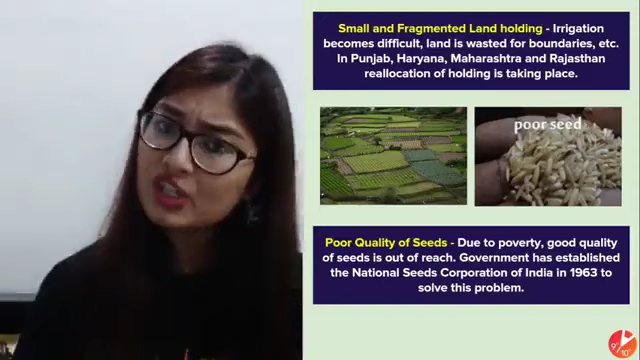 Small and Fragmented Land holding - Irrigation
becomes difficult, land is wasted for boundaries, etc.
In Punjab, Haryana, Maharashtra and Rajasthan
reallocation of holding is taking place.
poor seed
Poor Quality of Seeds - Due to poverty, good quality
of seeds is out of reach. Government has established
the National Seeds Corporation of India in 1963 to
solve this problem.